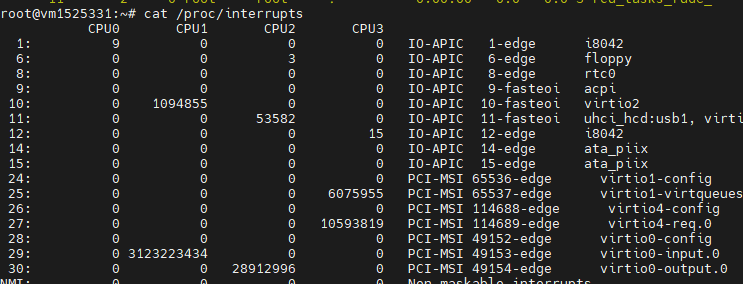 root@vm1525331:~# cat /proc/interrupts
CPU0 CPU1 CPU2 CPU3
1: 9 0 0 0 IO-APIC 1-edge i8042
6: 0 0 3 0 IO-APIC 6-edge floppy
8: 0 0 0 0 IO-APIC 8-edge rtc0
9: 0 0 0 0 IO-APIC 9-fasteoi acpi
10: 0 1094855 0 0 IO-APIC 10-fasteoi virtio2
11: 0 0 53582 0 IO-APIC 11-fasteoi uhci_hcd:usb1, virti
12: 0 0 0 15 IO-APIC 12-edge i8042
14: 0 0 0 0 IO-APIC 14-edge ata_piix
15: 0 0 0 0 IO-APIC 15-edge ata_piix
24: 0 0 0 0 PCI-MSI 65536-edge virtio1-config
25: 0 0 0 6075955 PCI-MSI 65537-edge virtio1-virtqueues
26: 0 0 0 0 PCI-MSI 114688-edge virtio4-config
27: 0 0 0 10593819 PCI-MSI 114689-edge virtio4-req.0
28: 0 0 0 0 PCI-MSI 49152-edge virtio0-config
29: 0 3123223434 0 0 PCI-MSI 49153-edge virtio0-input.0
30: 0 0 28912996 0 PCI-MSI 49154-edge virtio0-output.0
NMI: 0 0 0 0 Non-maskable interrupts